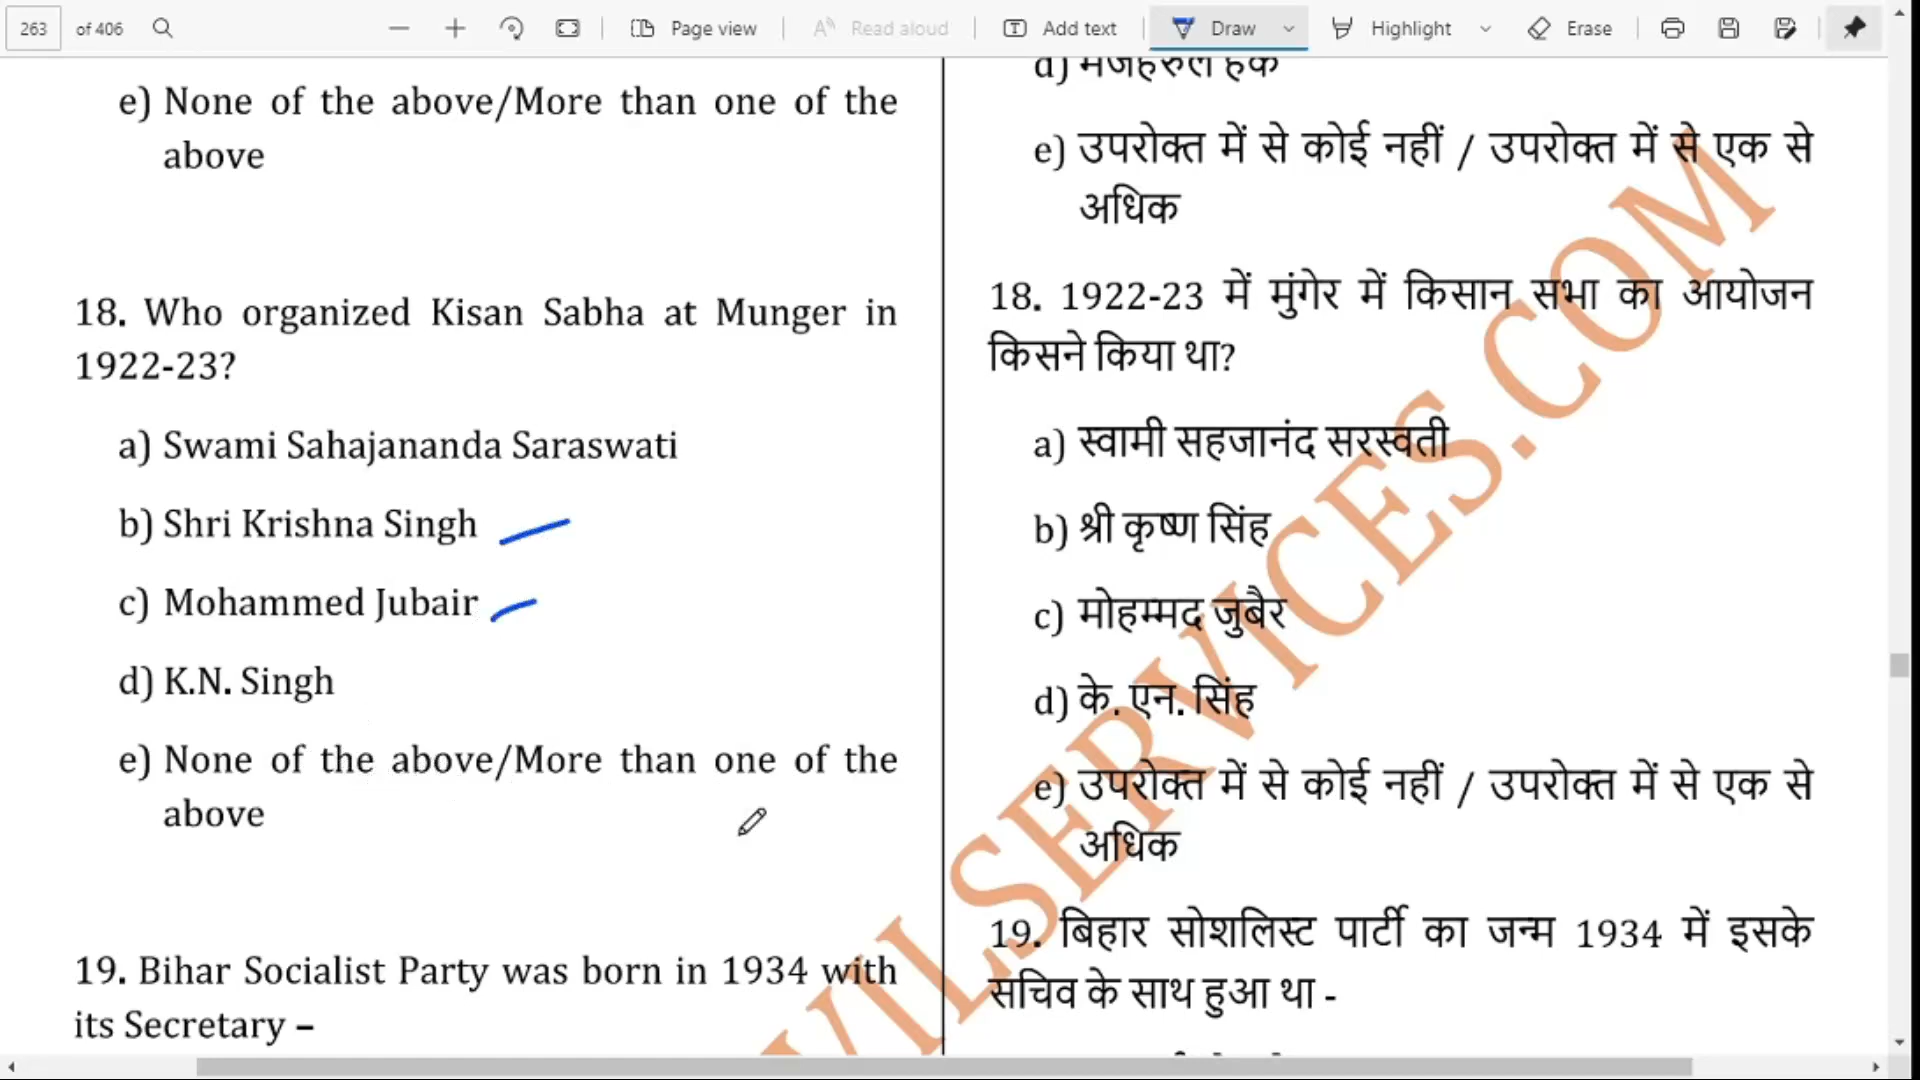 263 of 406 Page view Read aloud Add text Draw Highlight Erase
e) None of the above/More than one of the
above
18. Who organized Kisan Sabha at Munger in
1922-23?
a) Swami Sahajananda Saraswati
b) Shri Krishna Singh
c) Mohammed Jubair
d) K.N. Singh
e) None of the above/More than one of the
above
19. Bihar Socialist Party was born in 1934 with
its Secretary –
d) मजहरुल हक
e) उपरोक्त में से कोई नहीं / उपरोक्त में से एक से
अधिक
18. 1922-23 में मुंगेर में किसान सभा का आयोजन
किसने किया था?
a) स्वामी सहजानंद सरस्वती
b) श्री कृष्ण सिंह
c) मोहम्मद जुबैर
d) के. एन. सिंह
e) उपरोक्त में से कोई नहीं / उपरोक्त में से एक से
अधिक
19. बिहार सोशलिस्ट पार्टी का जन्म 1934 में इसके
सचिव के साथ हुआ था -
VILSERVICES.COM